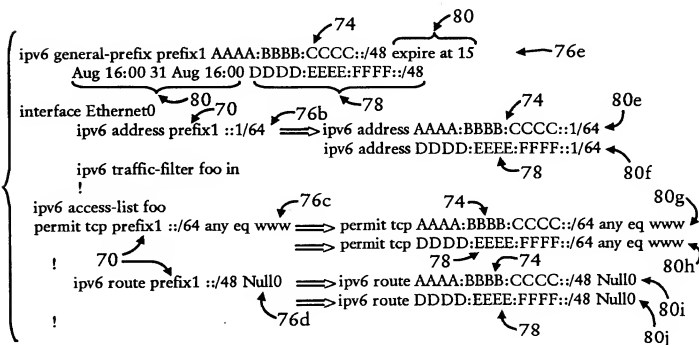 80
74
ipv6 general-prefix prefix1 AAAA:BBBB:CCCC::/48 expire at 15 76e
Aug 16:00 31 Aug 16:00 DDDD:EEEE:FFFF::/48
80 78
interface Ethernet0 70 76b 74 80e
ipv6 address prefix1 ::1/64 ⟹ ipv6 address AAAA:BBBB:CCCC::1/64
ipv6 address DDDD:EEEE:FFFF::1/64
ipv6 traffic-filter foo in 78 80f
!
ipv6 access-list foo 76c 74 80g
permit tcp prefix1 ::/64 any eq www ⟹ permit tcp AAAA:BBBB:CCCC::/64 any eq www
⟹ permit tcp DDDD:EEEE:FFFF::/64 any eq www
! 70 78 74 80h
ipv6 route prefix1 ::/48 Null0 ⟹ ipv6 route AAAA:BBBB:CCCC::/48 Null0
⟹ ipv6 route DDDD:EEEE:FFFF::/48 Null0 80i
! 76d 78 80j